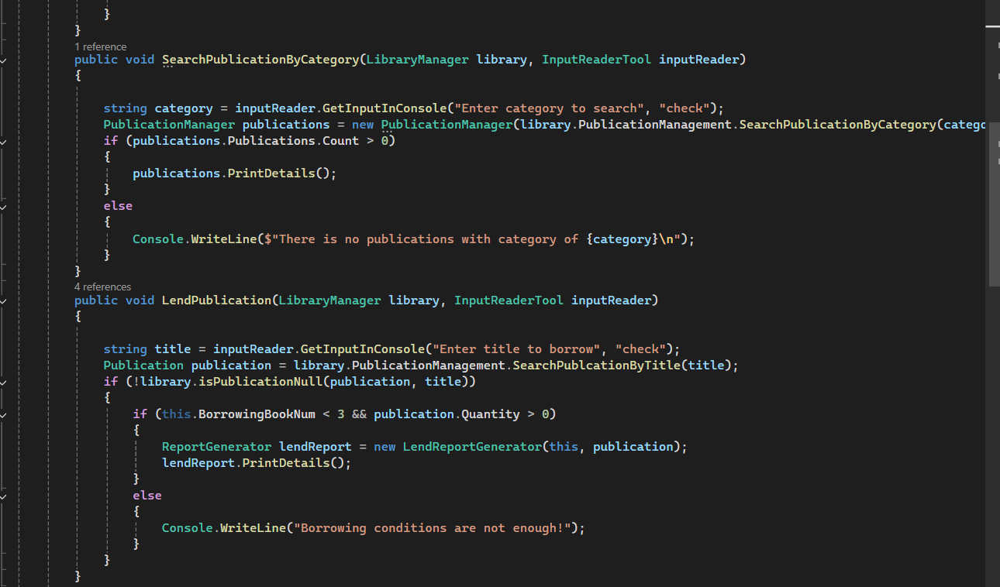 }
}
1 reference
public void SearchPublicationByCategory(LibraryManager library, InputReaderTool inputReader)
{
string category = inputReader.GetInputInConsole("Enter category to search", "check");
PublicationManager publications = new PublicationManager(library.PublicationManagement.SearchPublicationByCategory(catego
if (publications.Publications.Count > 0)
{
publications.PrintDetails();
}
else
{
Console.WriteLine($"There is no publications with category of {category}\n");
}
}
4 references
public void LendPublication(LibraryManager library, InputReaderTool inputReader)
{
string title = inputReader.GetInputInConsole("Enter title to borrow", "check");
Publication publication = library.PublicationManagement.SearchPublcationByTitle(title);
if (!library.isPublicationNull(publication, title))
{
if (this.BorrowingBookNum < 3 && publication.Quantity > 0)
{
ReportGenerator lendReport = new LendReportGenerator(this, publication);
lendReport.PrintDetails();
}
else
{
Console.WriteLine("Borrowing conditions are not enough!");
}
}
}